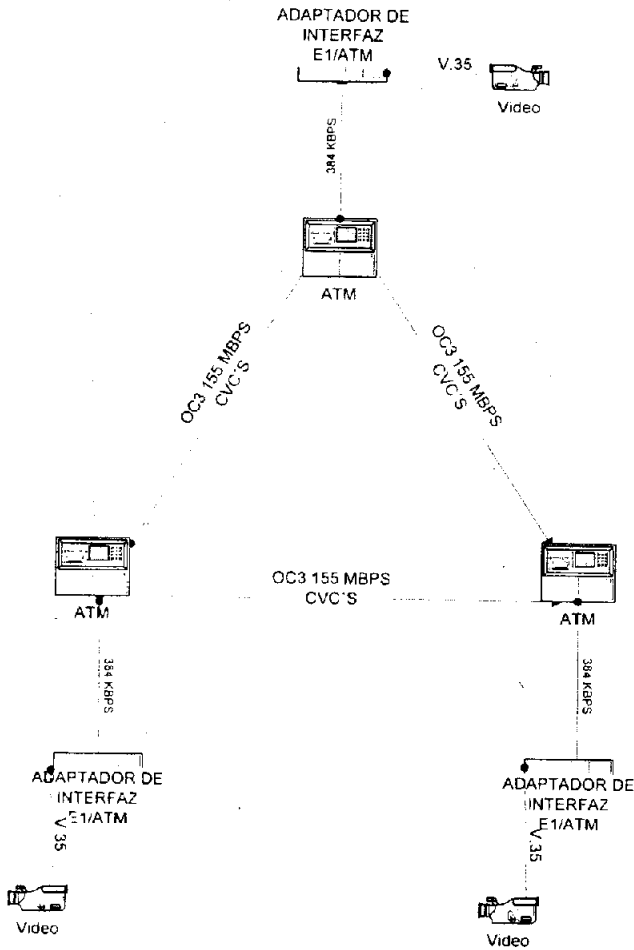 ADAPTADOR DE
INTERFAZ
E1/ATM
V.35
Video
384 KBPS
ATM
OC3 155 MBPS
CVC´S
OC3 155 MBPS
CVC´S
ATM
OC3 155 MBPS
CVC´S
ATM
384 KBPS
384 KBPS
ADAPTADOR DE
INTERFAZ
E1/ATM
ADAPTADOR DE
INTERFAZ
E1/ATM
V.35
V.35
Video
Video